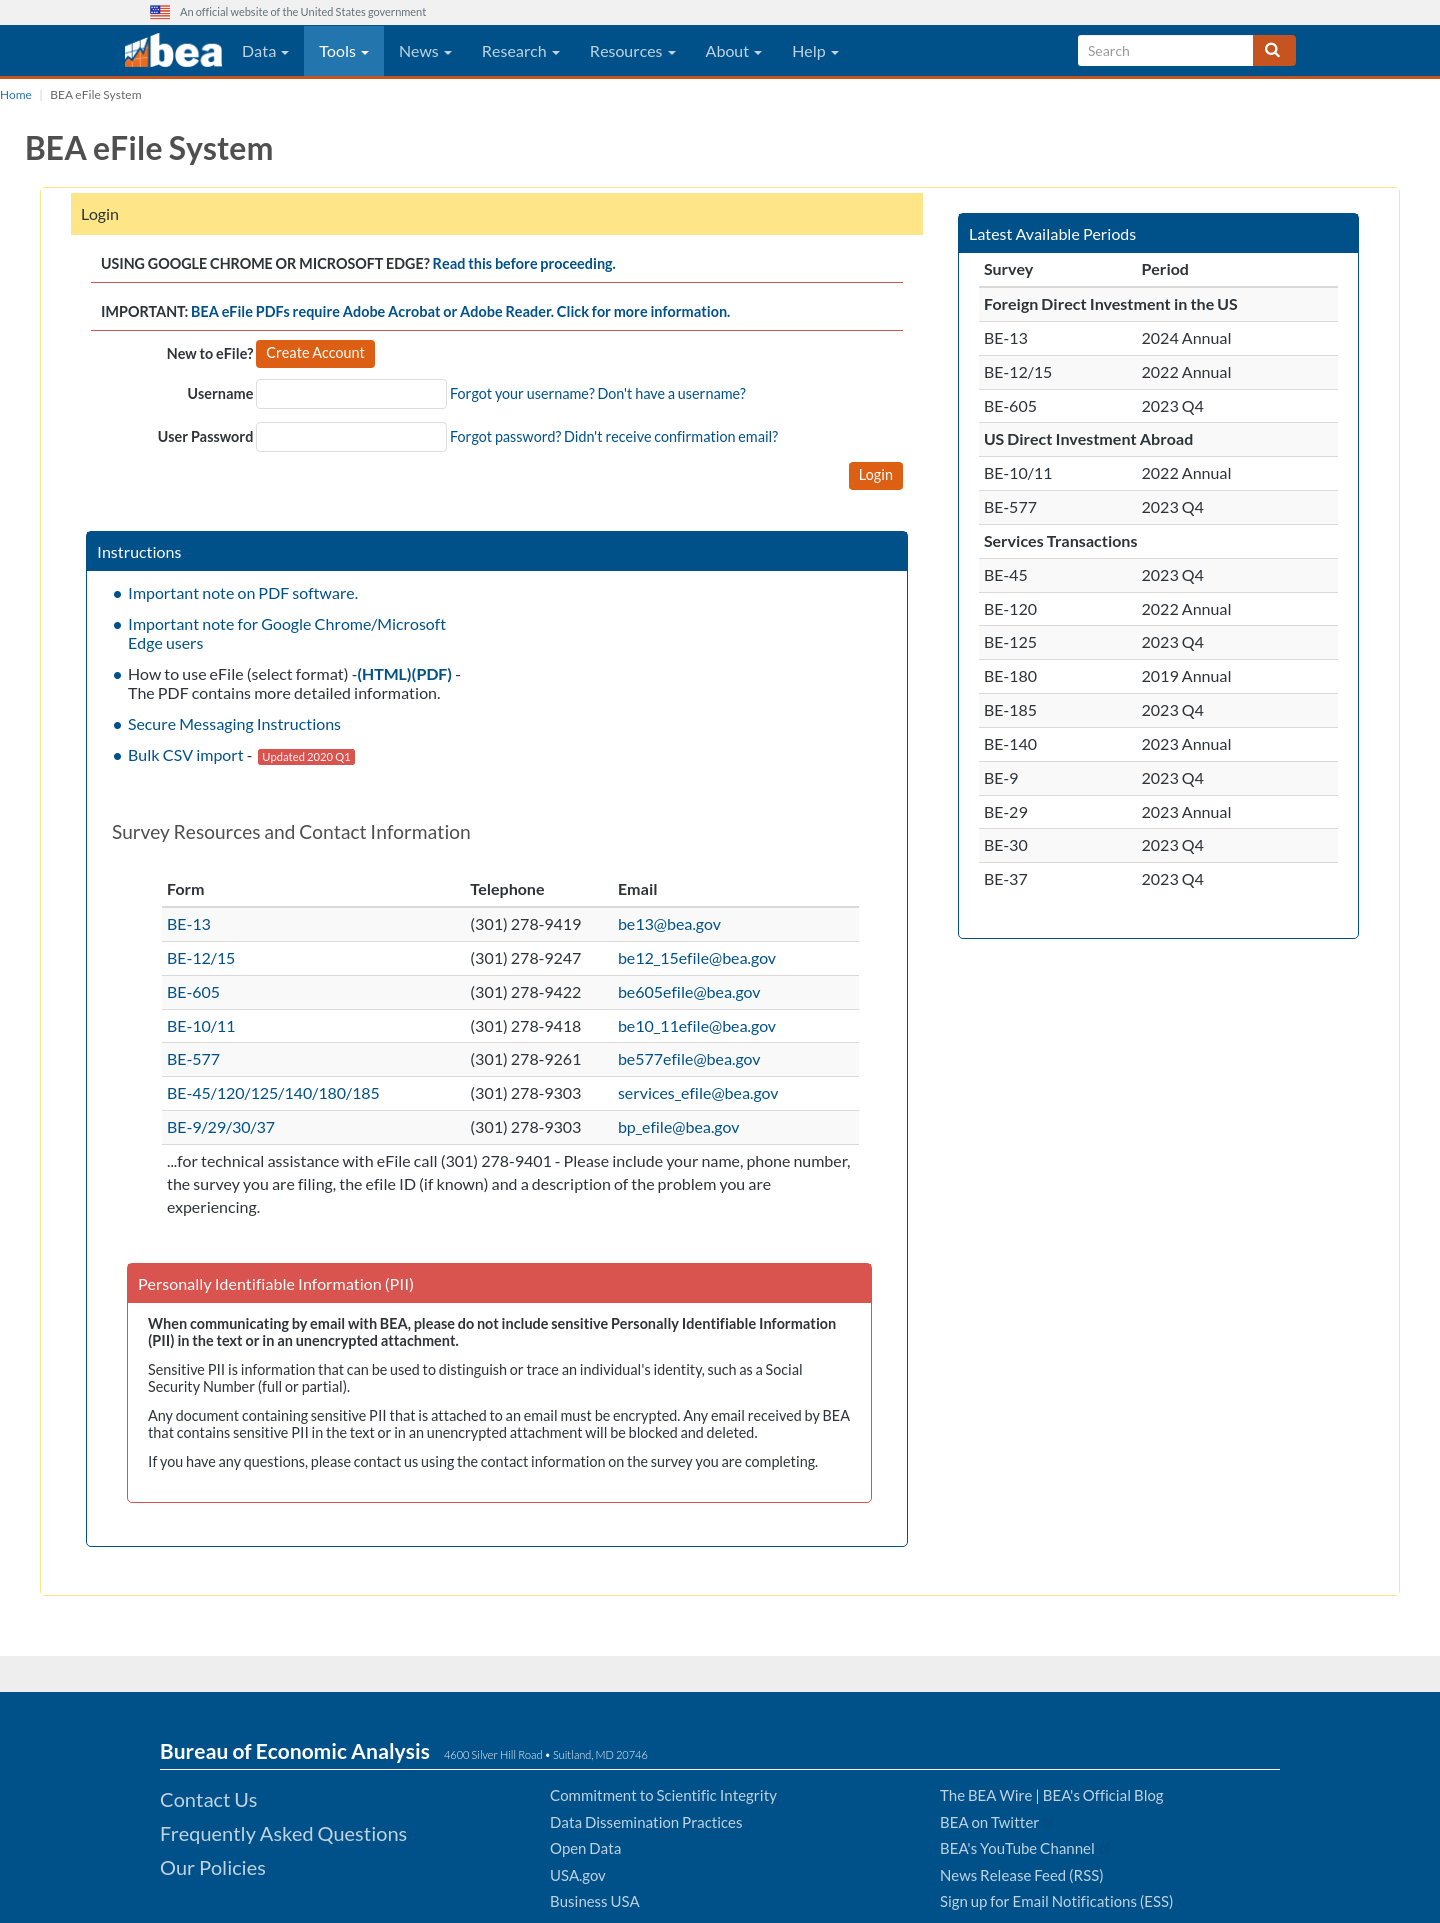 An official website of the United States government
bea Data Tools News Research Resources About Help Search
Home | BEA eFile System
BEA eFile System
Login
USING GOOGLE CHROME OR MICROSOFT EDGE? Read this before proceeding.
IMPORTANT: BEA eFile PDFs require Adobe Acrobat or Adobe Reader. Click for more information.
New to eFile? Create Account
Username Forgot your username? Don't have a username?
User Password Forgot password? Didn't receive confirmation email?
Login
Instructions
• Important note on PDF software.
• Important note for Google Chrome/Microsoft
Edge users
• How to use eFile (select format) -(HTML)(PDF) -
The PDF contains more detailed information.
• Secure Messaging Instructions
• Bulk CSV import - Updated 2020 Q1
Survey Resources and Contact Information
Form Telephone Email
BE-13 (301) 278-9419 be13@bea.gov
BE-12/15 (301) 278-9247 be12_15efile@bea.gov
BE-605 (301) 278-9422 be605efile@bea.gov
BE-10/11 (301) 278-9418 be10_11efile@bea.gov
BE-577 (301) 278-9261 be577efile@bea.gov
BE-45/120/125/140/180/185 (301) 278-9303 services_efile@bea.gov
BE-9/29/30/37 (301) 278-9303 bp_efile@bea.gov
...for technical assistance with eFile call (301) 278-9401 - Please include your name, phone number,
the survey you are filing, the efile ID (if known) and a description of the problem you are
experiencing.
Personally Identifiable Information (PII)
When communicating by email with BEA, please do not include sensitive Personally Identifiable Information
(PII) in the text or in an unencrypted attachment.
Sensitive PII is information that can be used to distinguish or trace an individual's identity, such as a Social
Security Number (full or partial).
Any document containing sensitive PII that is attached to an email must be encrypted. Any email received by BEA
that contains sensitive PII in the text or in an unencrypted attachment will be blocked and deleted.
If you have any questions, please contact us using the contact information on the survey you are completing.
Latest Available Periods
Survey Period
Foreign Direct Investment in the US
BE-13 2024 Annual
BE-12/15 2022 Annual
BE-605 2023 Q4
US Direct Investment Abroad
BE-10/11 2022 Annual
BE-577 2023 Q4
Services Transactions
BE-45 2023 Q4
BE-120 2022 Annual
BE-125 2023 Q4
BE-180 2019 Annual
BE-185 2023 Q4
BE-140 2023 Annual
BE-9 2023 Q4
BE-29 2023 Annual
BE-30 2023 Q4
BE-37 2023 Q4
Bureau of Economic Analysis 4600 Silver Hill Road • Suitland, MD 20746
Contact Us
Frequently Asked Questions
Our Policies
Commitment to Scientific Integrity
Data Dissemination Practices
Open Data
USA.gov
Business USA
The BEA Wire | BEA's Official Blog
BEA on Twitter
BEA's YouTube Channel
News Release Feed (RSS)
Sign up for Email Notifications (ESS)